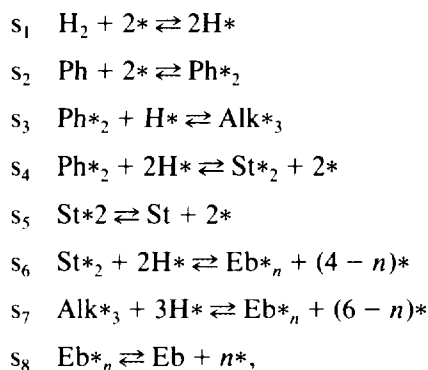 s₁ H₂ + 2* ⇄ 2H*
s₂ Ph + 2* ⇄ Ph*₂
s₃ Ph*₂ + H* ⇄ Alk*₃
s₄ Ph*₂ + 2H* ⇄ St*₂ + 2*
s₅ St*2 ⇄ St + 2*
s₆ St*₂ + 2H* ⇄ Eb*ₙ + (4 − n)*
s₇ Alk*₃ + 3H* ⇄ Eb*ₙ + (6 − n)*
s₈ Eb*ₙ ⇄ Eb + n*,